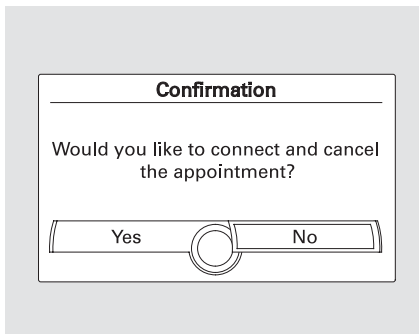 Confirmation
Would you like to connect and cancel
the appointment?
Yes
No